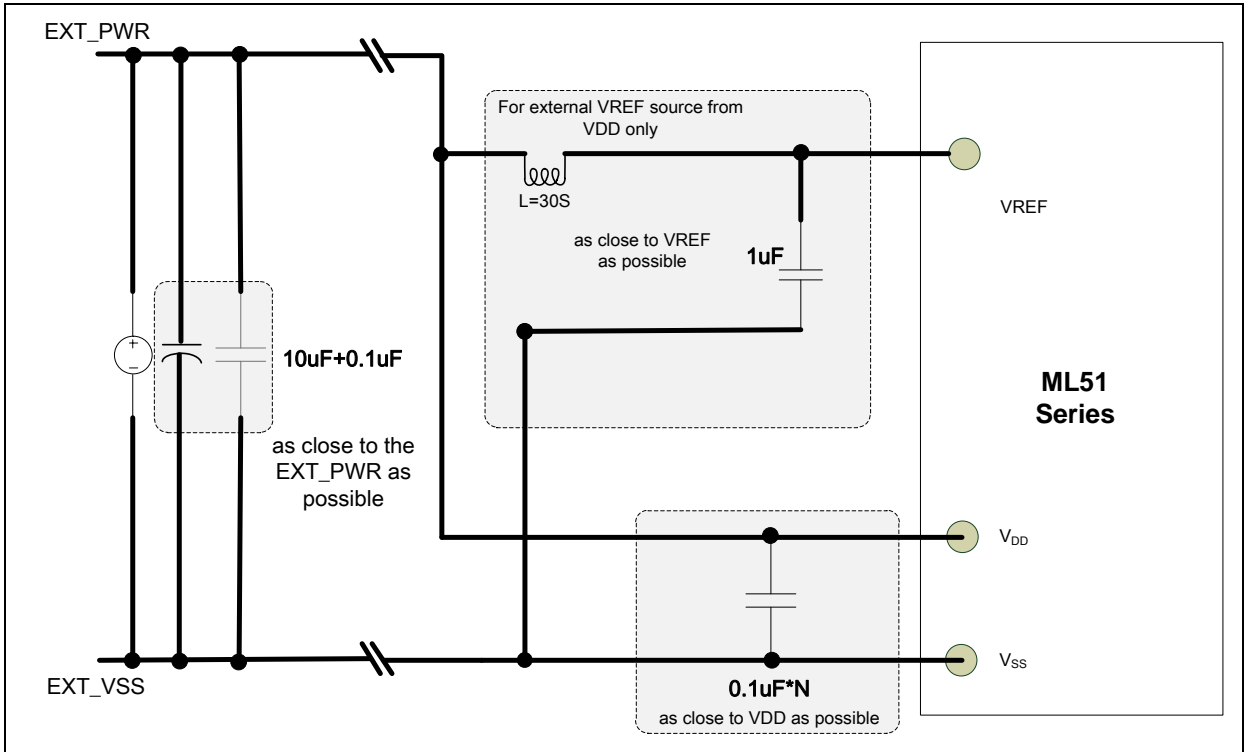 EXT_PWR
For external VREF source from
VDD only
L=30S
VREF
as close to VREF
as possible
1uF
10uF+0.1uF
ML51
Series
as close to the
EXT_PWR as
possible
VDD
VSS
EXT_VSS
0.1uF*N
as close to VDD as possible